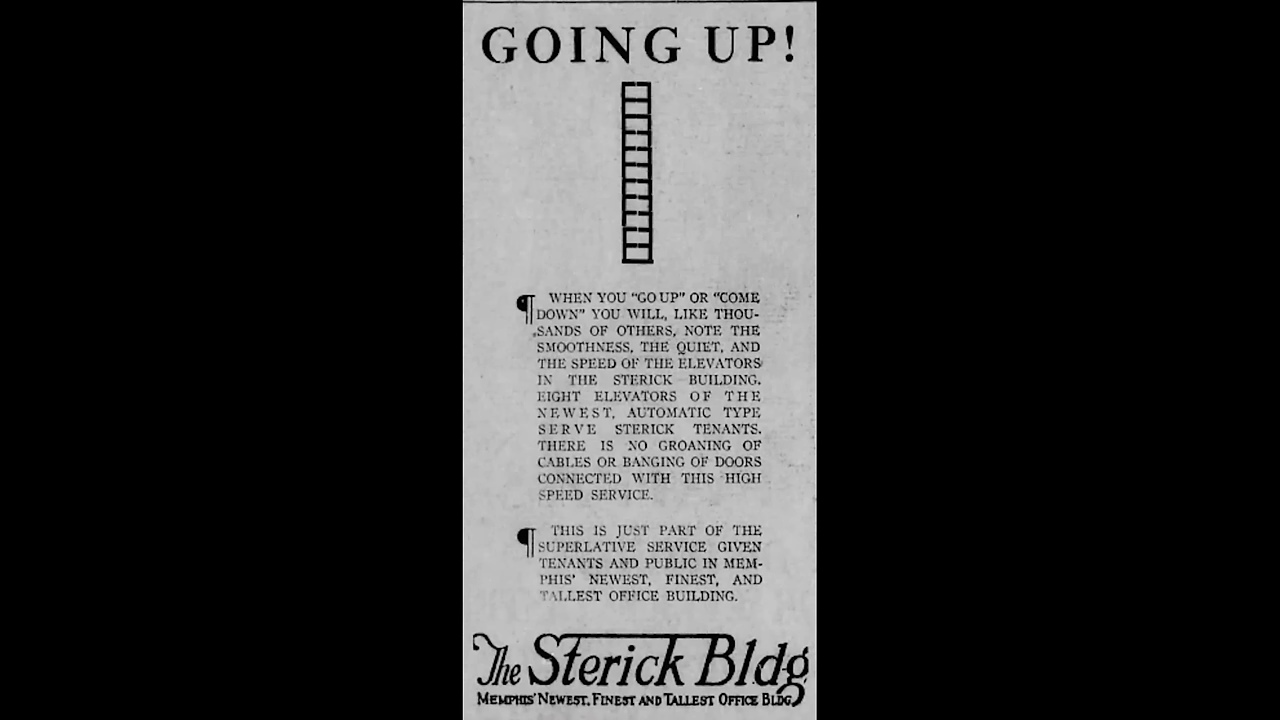 GOING UP!
¶ WHEN YOU "GO UP" OR "COME
DOWN" YOU WILL, LIKE THOU-
SANDS OF OTHERS, NOTE THE
SMOOTHNESS, THE QUIET, AND
THE SPEED OF THE ELEVATORS
IN THE STERICK BUILDING.
EIGHT ELEVATORS OF THE
NEWEST, AUTOMATIC TYPE
SERVE STERICK TENANTS.
THERE IS NO GROANING OF
CABLES OR BANGING OF DOORS
CONNECTED WITH THIS HIGH
SPEED SERVICE.
¶ THIS IS JUST PART OF THE
SUPERLATIVE SERVICE GIVEN
TENANTS AND PUBLIC IN MEM-
PHIS' NEWEST, FINEST, AND
TALLEST OFFICE BUILDING.
The Sterick Bldg
MEMPHIS' NEWEST, FINEST AND TALLEST OFFICE BLDG.